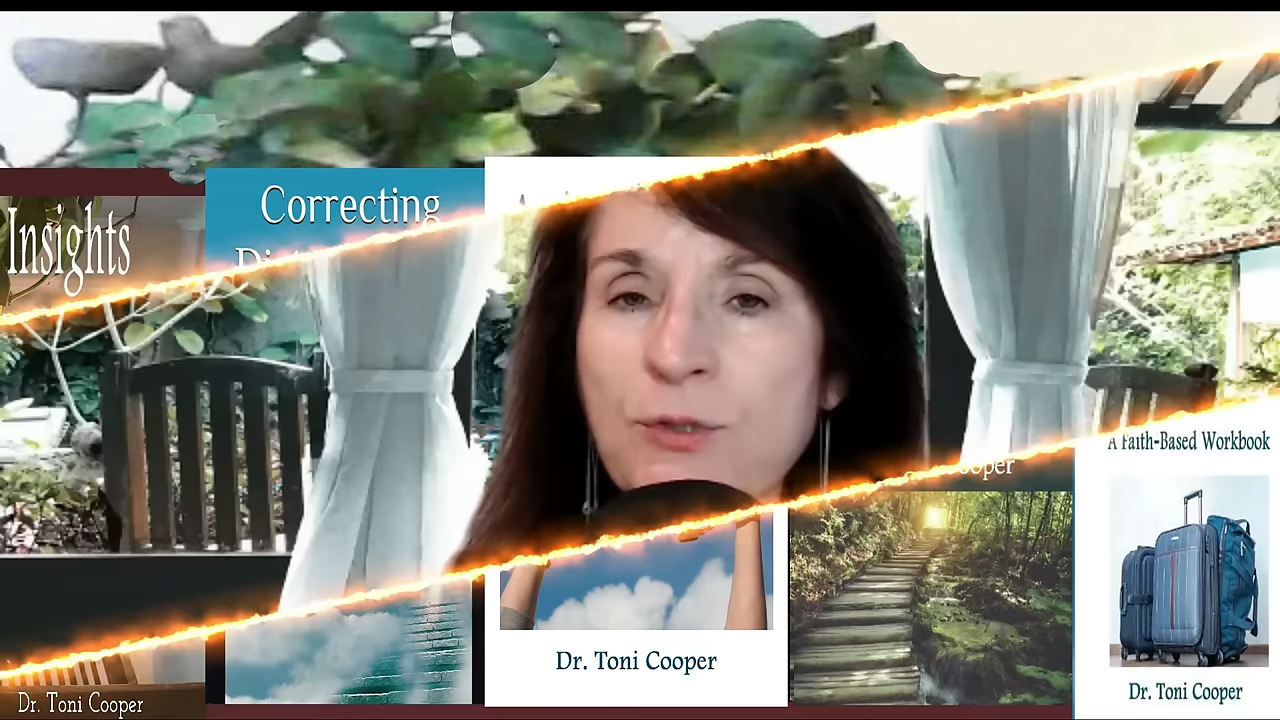 Insights
Correcting
A Faith-Based Workbook
Dr. Toni Cooper
Dr. Toni Cooper
Dr. Toni Cooper